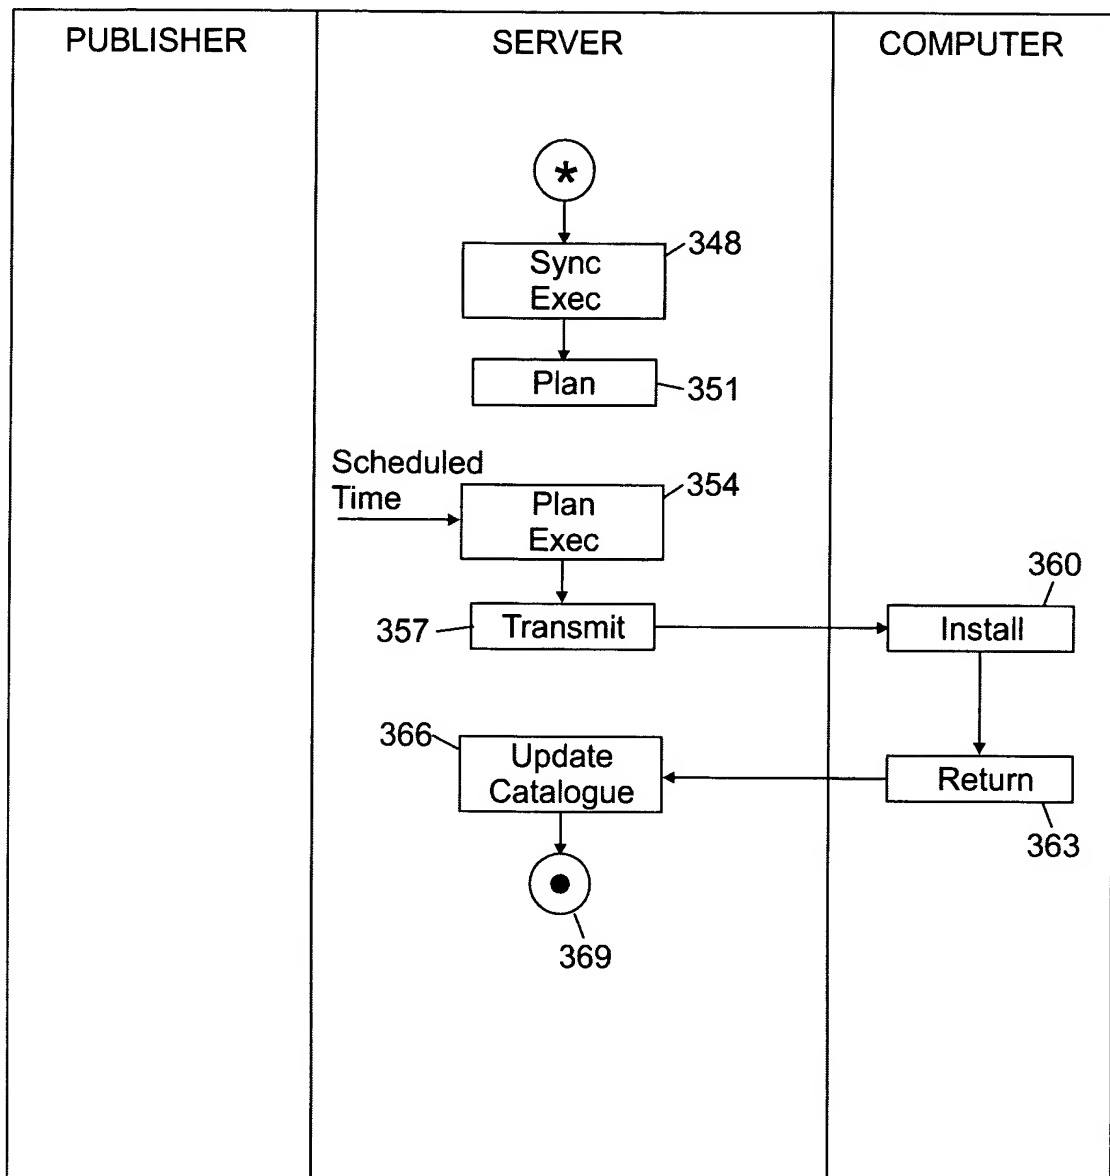 PUBLISHER
SERVER
COMPUTER
*
348
Sync
Exec
Plan
351
Scheduled
Time
354
Plan
Exec
360
357
Transmit
Install
366
Update
Catalogue
Return
363
369